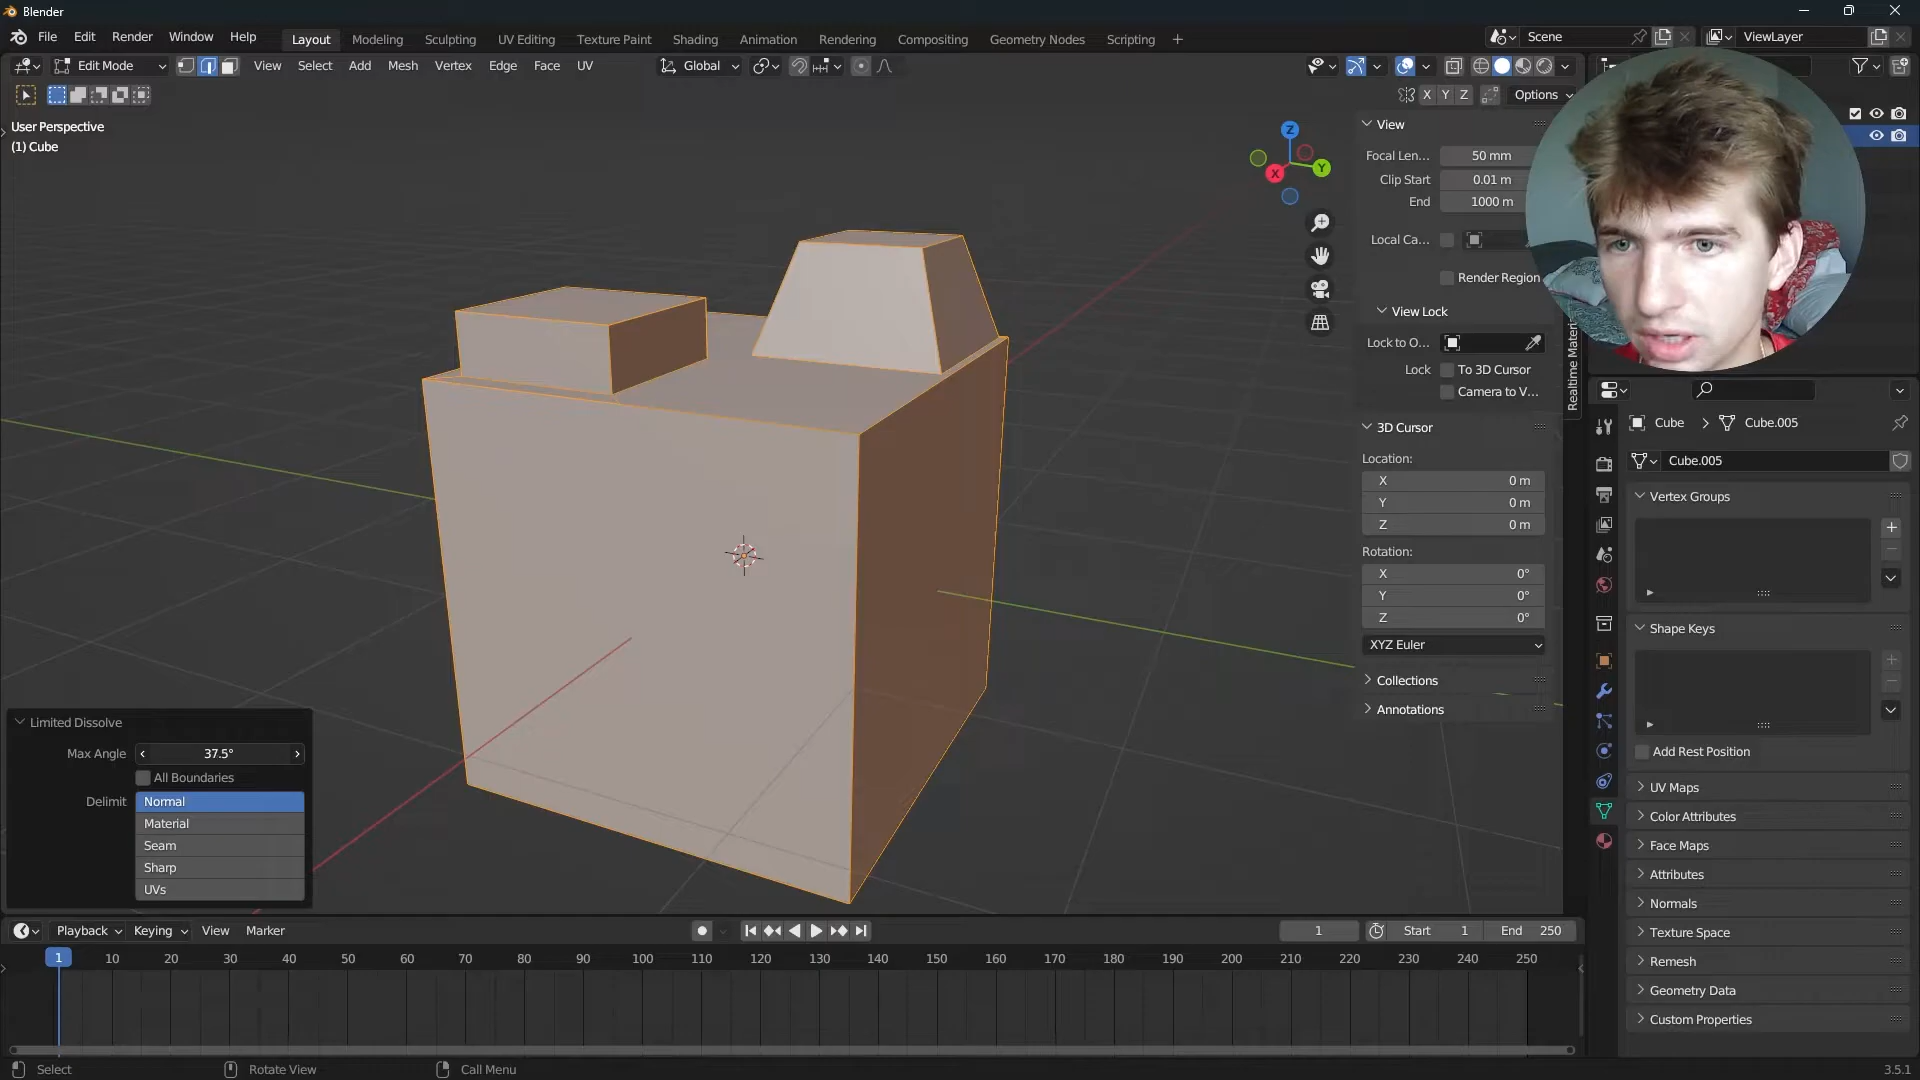 Blender
File Edit Render Window Help
Layout Modeling Sculpting UV Editing Texture Paint Shading Animation Rendering Compositing Geometry Nodes Scripting +
Scene
ViewLayer
Edit Mode
View Select Add Mesh Vertex Edge Face UV
Global
X Y Z
Options
User Perspective
(1) Cube
Z
Y
X
View
Focal Len... 50 mm
Clip Start 0.01 m
End 1000 m
Local Ca...
Render Region
View Lock
Lock to O...
Lock To 3D Cursor
Camera to V...
3D Cursor
Location:
X 0 m
Y 0 m
Z 0 m
Rotation:
X 0°
Y 0°
Z 0°
XYZ Euler
Collections
Annotations
Realtime Materi
Cube > Cube.005
Cube.005
Vertex Groups
Shape Keys
Add Rest Position
UV Maps
Color Attributes
Face Maps
Attributes
Normals
Texture Space
Remesh
Geometry Data
Custom Properties
Limited Dissolve
Max Angle 37.5°
All Boundaries
Delimit Normal
Material
Seam
Sharp
UVs
Playback Keying View Marker
1
Start 1 End 250
1 10 20 30 40 50 60 70 80 90 100 110 120 130 140 150 160 170 180 190 200 210 220 230 240 250
Select Rotate View Call Menu
3.5.1